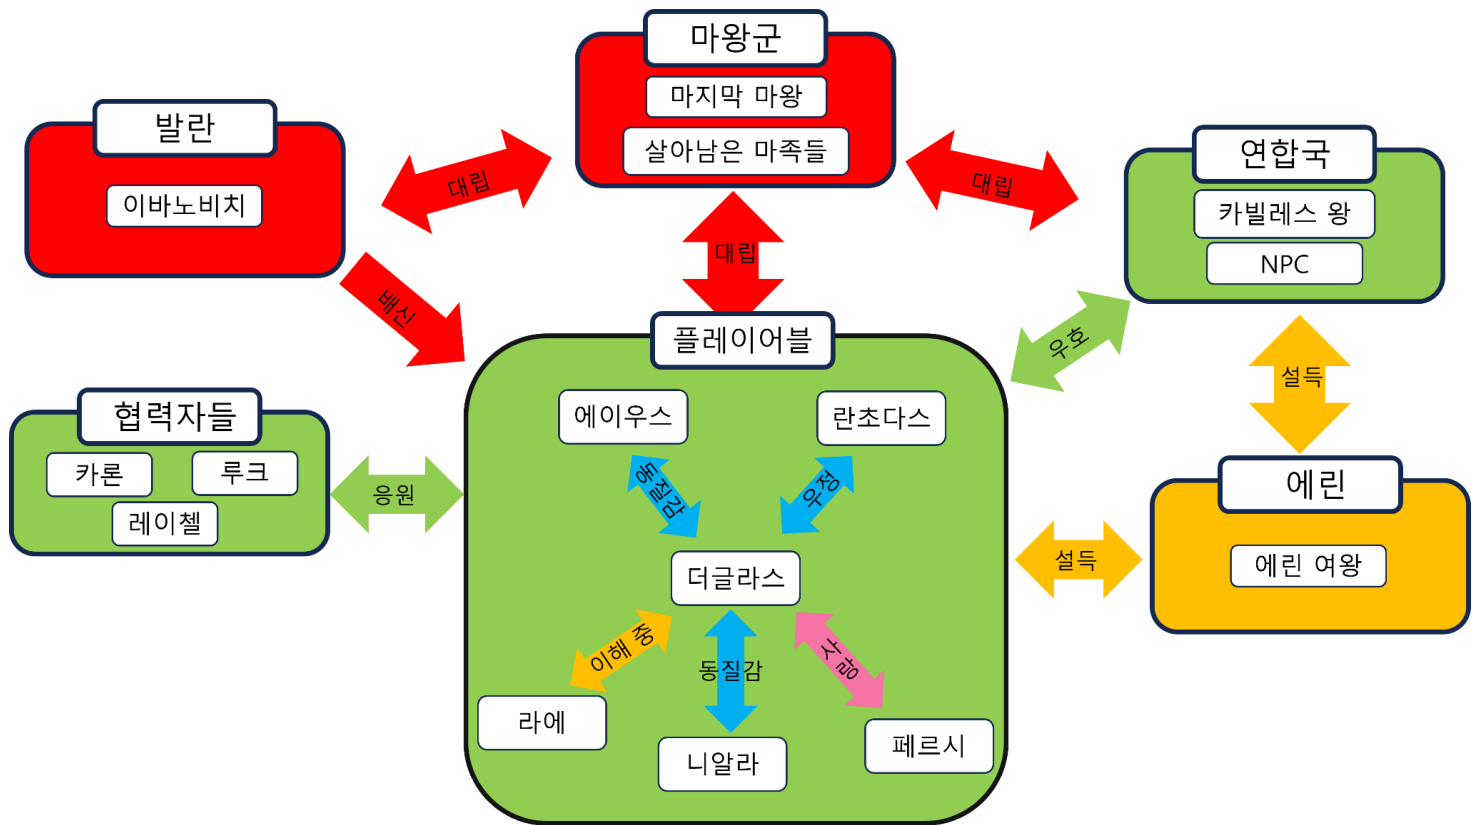 마왕군
마지막 마왕
살아남은 마족들
발란
이바노비치
연합국
카빌레스 왕
NPC
대립
대립
대립
배신
우호
설득
플레이어블
에이우스
란초다스
동질감
우정
더글라스
이해 중
동질감
사랑
라에
니알라
페르시
협력자들
카론
루크
레이첼
응원
설득
에린
에린 여왕